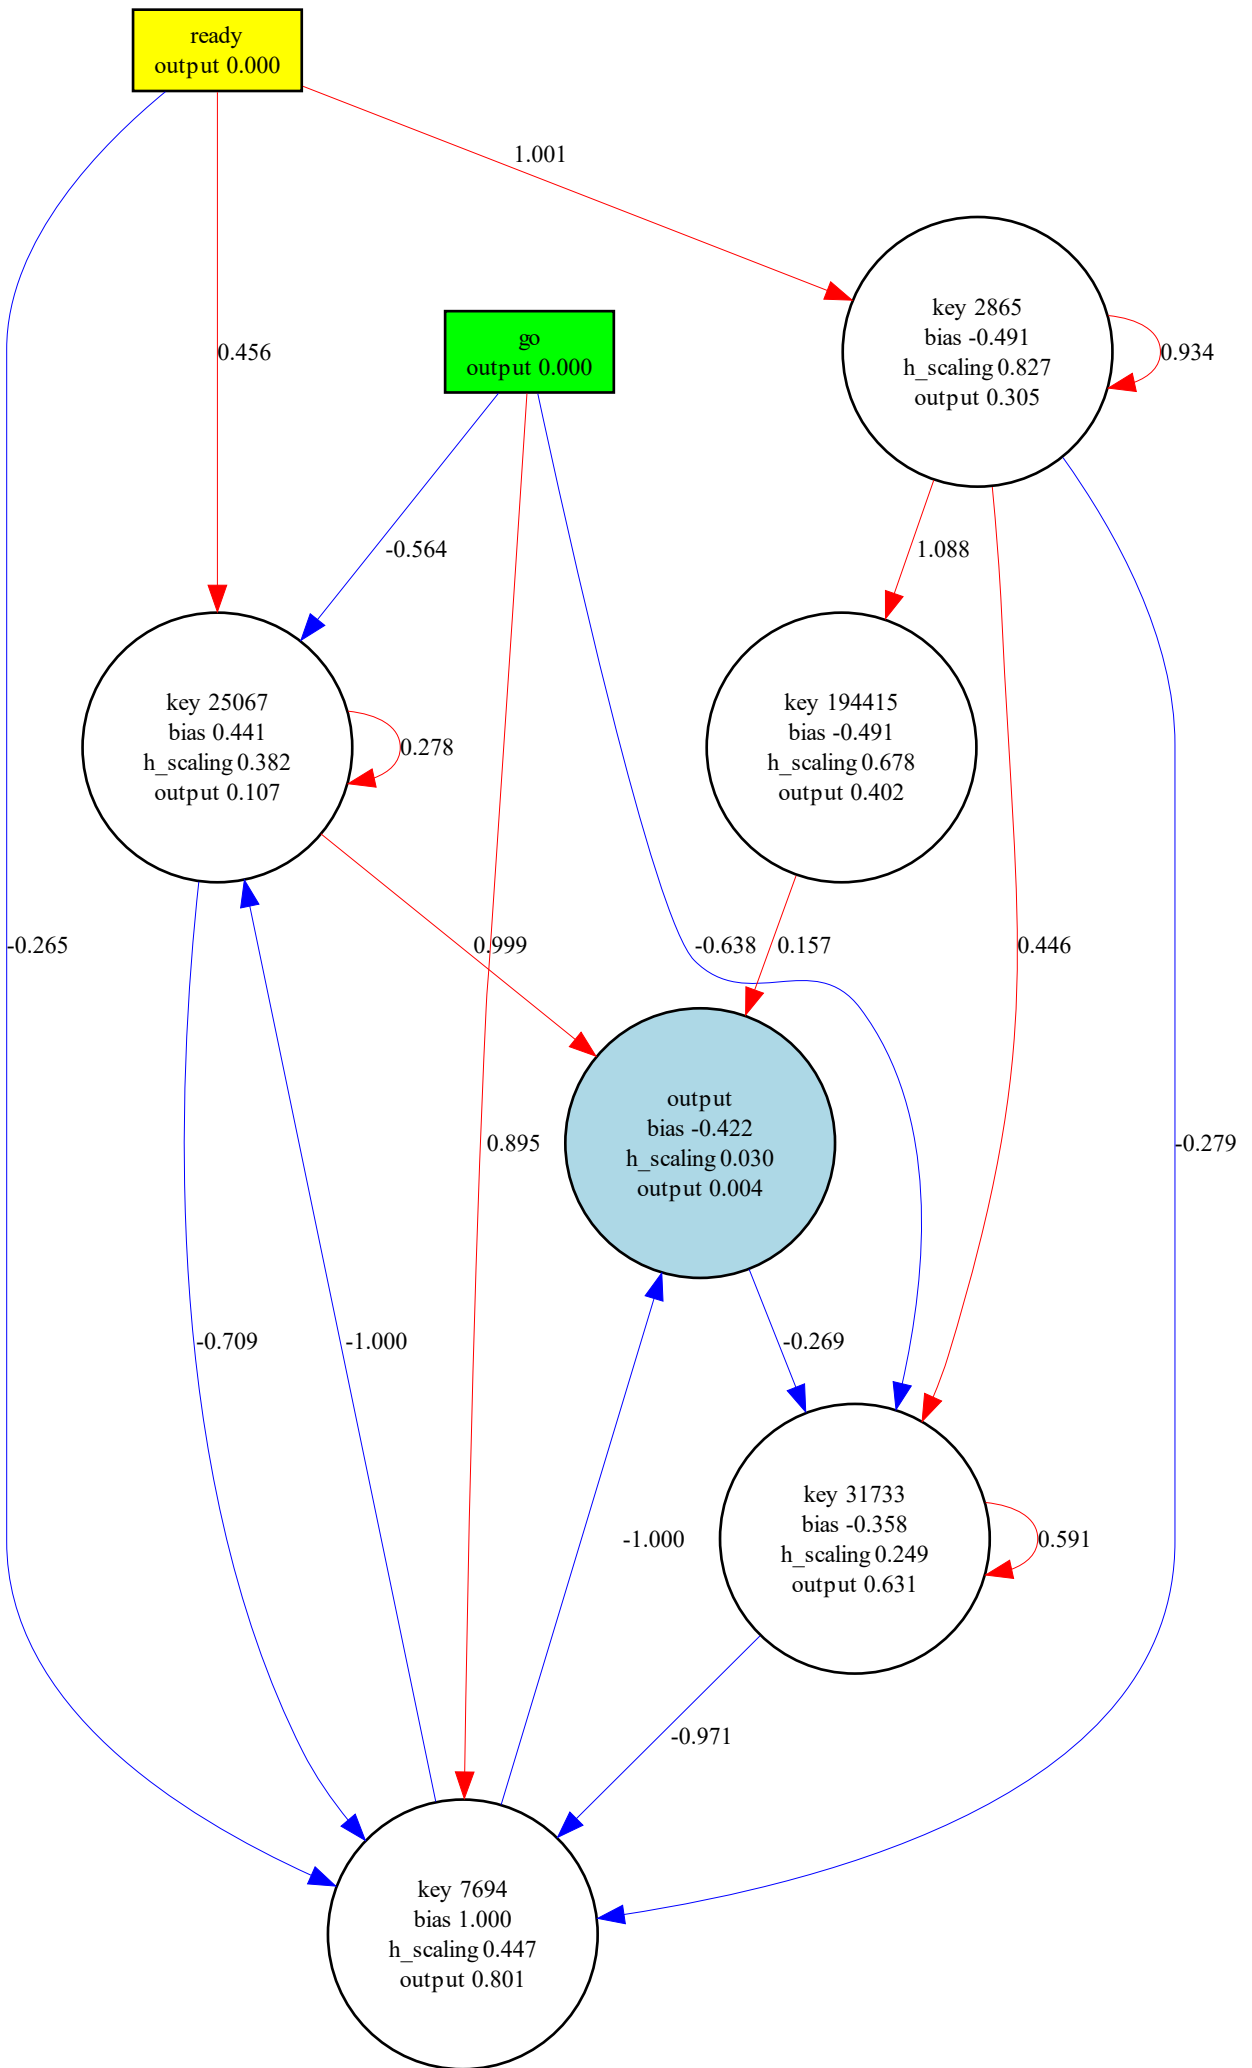 ready
output 0.000
1.001
key 2865
bias -0.491
h_scaling 0.827
output 0.305
0.934
go
output 0.000
0.456
-0.564
1.088
key 25067
bias 0.441
h_scaling 0.382
output 0.107
0.278
key 194415
bias -0.491
h_scaling 0.678
output 0.402
-0.265
0.999
-0.638
0.157
0.446
output
bias -0.422
h_scaling 0.030
output 0.004
0.895
-0.279
-0.709
-1.000
-0.269
-1.000
key 31733
bias -0.358
h_scaling 0.249
output 0.631
0.591
-0.971
key 7694
bias 1.000
h_scaling 0.447
output 0.801